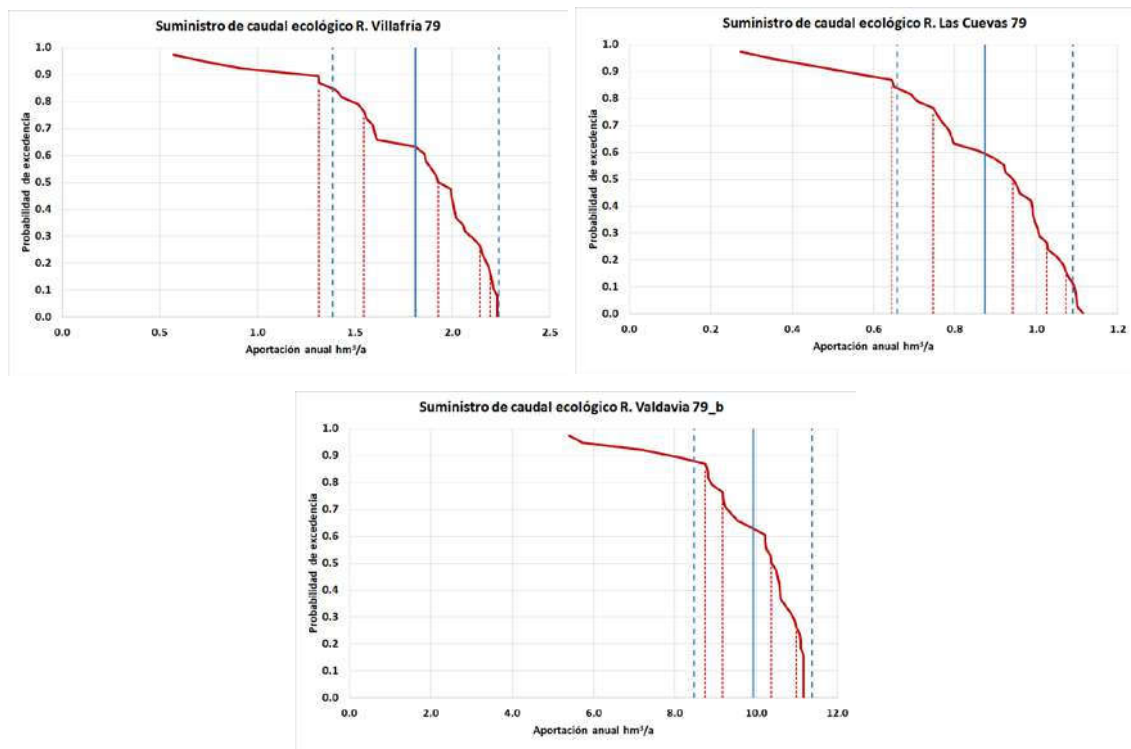 Suministro de caudal ecológico R. Villafría 79
Probabilidad de excedencia
1.0
0.9
0.8
0.7
0.6
0.5
0.4
0.3
0.2
0.1
0.0
0.0 0.5 1.0 1.5 2.0 2.5
Aportación anual hm³/a
Suministro de caudal ecológico R. Las Cuevas 79
Probabilidad de excedencia
1.0
0.9
0.8
0.7
0.6
0.5
0.4
0.3
0.2
0.1
0.0
0.0 0.2 0.4 0.6 0.8 1.0 1.2
Aportación anual hm³/a
Suministro de caudal ecológico R. Valdavia 79_b
Probabilidad de excedencia
1.0
0.9
0.8
0.7
0.6
0.5
0.4
0.3
0.2
0.1
0.0
0.0 2.0 4.0 6.0 8.0 10.0 12.0
Aportación anual hm³/a